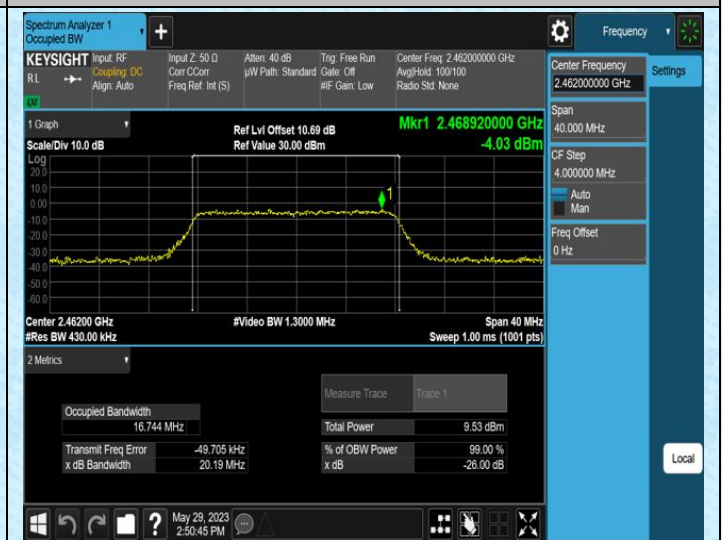 Spectrum Analyzer 1
Occupied BW
+
Frequency
KEYSIGHT
RL
LXI
Input: RF
Coupling: DC
Align: Auto
Input Z: 50 Ω
Corr CCorr
Freq Ref: Int (S)
Atten: 40 dB
µW Path: Standard
Trig: Free Run
Gate: Off
#IF Gain: Low
Center Freq: 2.462000000 GHz
Avg|Hold: 100/100
Radio Std: None
Center Frequency
2.462000000 GHz
Settings
Span
40.000 MHz
CF Step
4.000000 MHz
Auto
Man
Freq Offset
0 Hz
1 Graph
Scale/Div 10.0 dB
Ref Lvl Offset 10.69 dB
Ref Value 30.00 dBm
Mkr1 2.468920000 GHz
-4.03 dBm
Log
20.0
10.0
0.00
-10.0
-20.0
-30.0
-40.0
-50.0
-60.0
1
Center 2.46200 GHz
#Res BW 430.00 kHz
#Video BW 1.3000 MHz
Span 40 MHz
Sweep 1.00 ms (1001 pts)
2 Metrics
Measure Trace Trace 1
Occupied Bandwidth
16.744 MHz
Total Power 9.53 dBm
Transmit Freq Error -49.705 kHz
% of OBW Power 99.00 %
x dB Bandwidth 20.19 MHz
x dB -26.00 dB
Local
?
May 29, 2023
2:50:45 PM